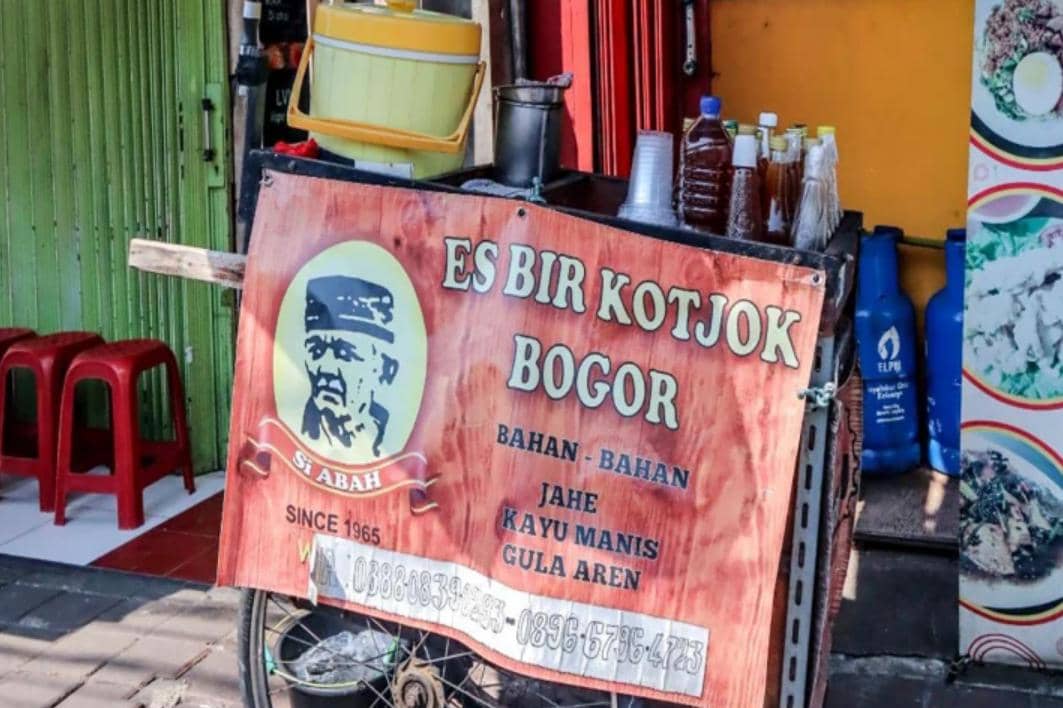 ES BIR KOTJOK
BOGOR
BAHAN - BAHAN
JAHE
KAYU MANIS
GULA AREN
SI ABAH
SINCE 1965
0896·6796·4723
ELPIJI